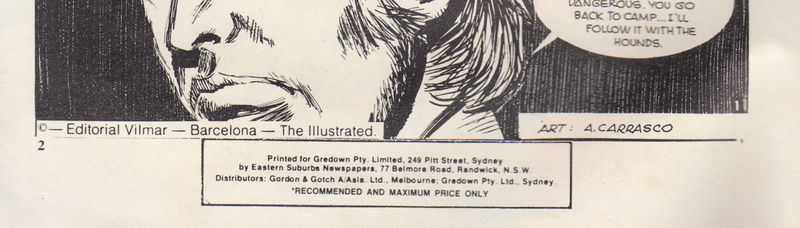 DANGEROUS. YOU GO
BACK TO CAMP... I'LL
FOLLOW IT WITH THE
HOUNDS.
1
©— Editorial Vilmar — Barcelona — The Illustrated.
ART: A.CARRASCO
2
Printed for Gredown Pty. Limited, 249 Pitt Street, Sydney
by Eastern Suburbs Newspapers, 77 Belmore Road, Randwick, N.S.W.
Distributors: Gordon & Gotch A/Asia. Ltd., Melbourne; Gredown Pty. Ltd., Sydney.
*RECOMMENDED AND MAXIMUM PRICE ONLY